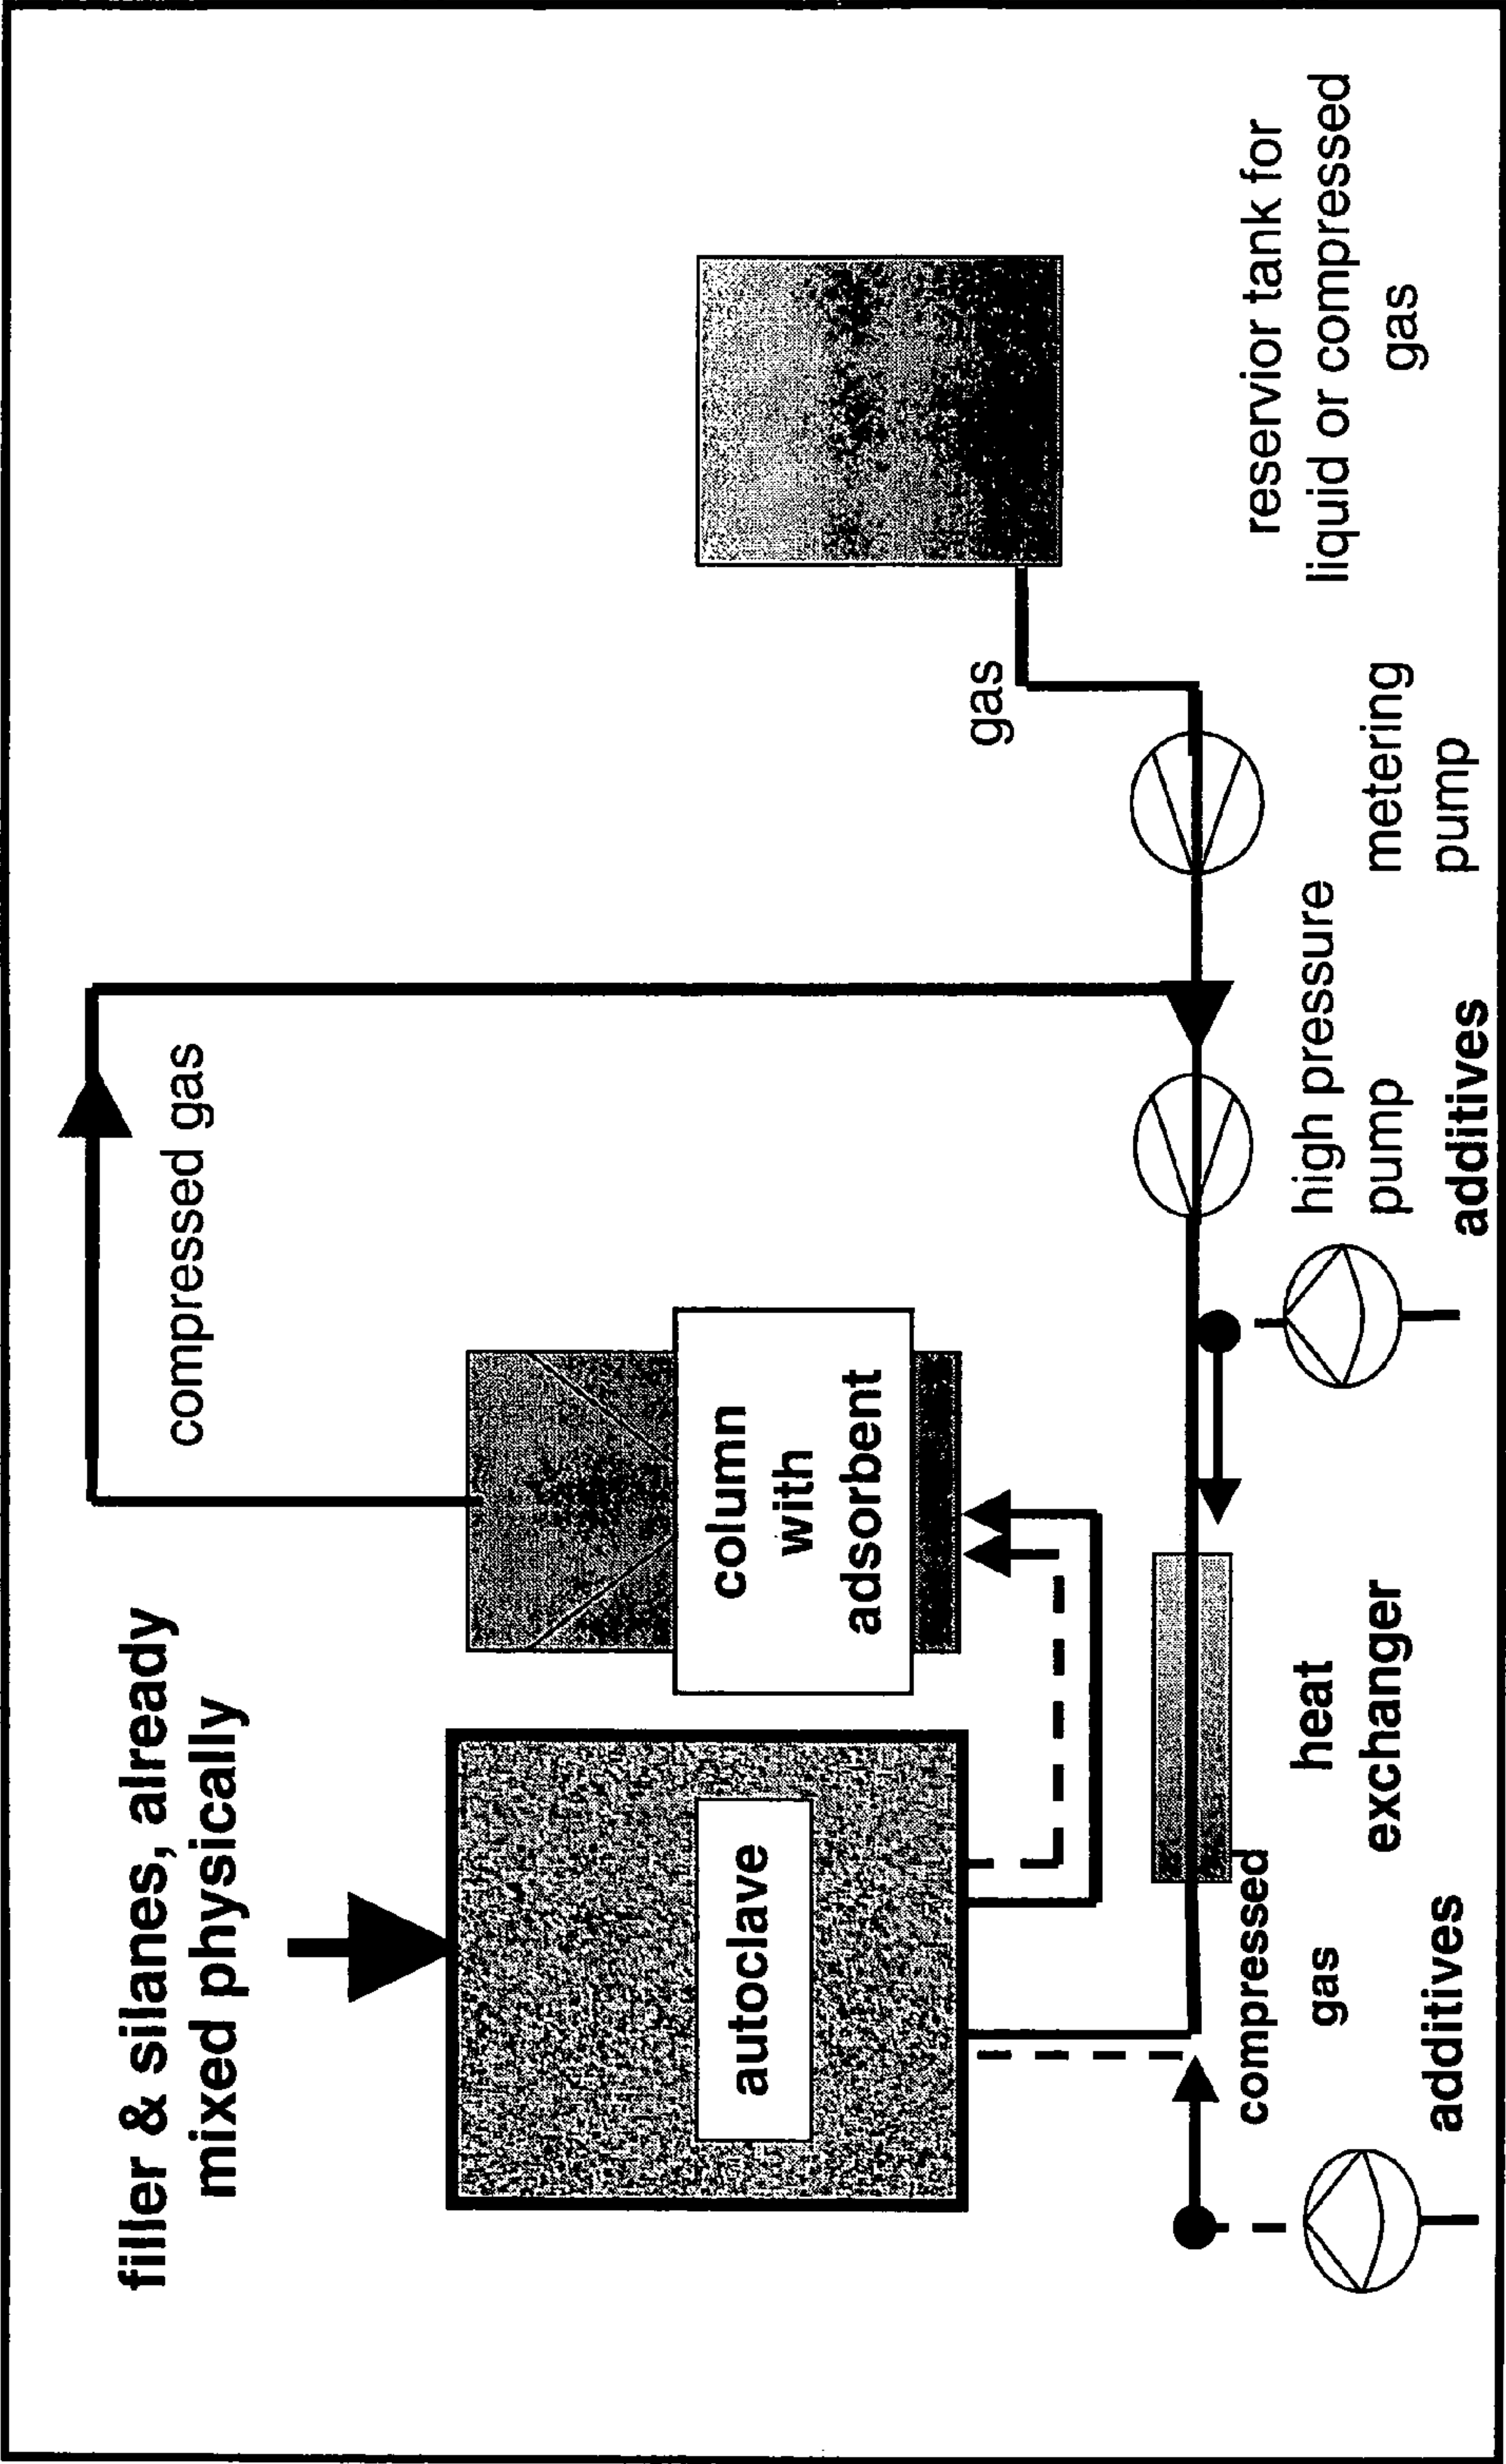 filler & silanes, already
mixed physically
compressed gas
autoclave
column
with
adsorbent
gas
reservior tank for
liquid or compressed
gas
metering
pump
high pressure
pump
additives
heat
exchanger
compressed
gas
additives